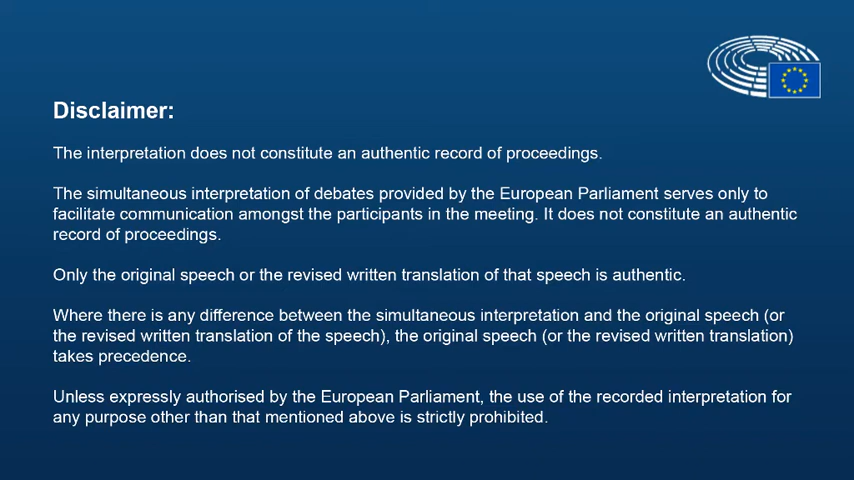 Disclaimer:
The interpretation does not constitute an authentic record of proceedings.
The simultaneous interpretation of debates provided by the European Parliament serves only to
facilitate communication amongst the participants in the meeting. It does not constitute an authentic
record of proceedings.
Only the original speech or the revised written translation of that speech is authentic.
Where there is any difference between the simultaneous interpretation and the original speech (or
the revised written translation of the speech), the original speech (or the revised written translation)
takes precedence.
Unless expressly authorised by the European Parliament, the use of the recorded interpretation for
any purpose other than that mentioned above is strictly prohibited.